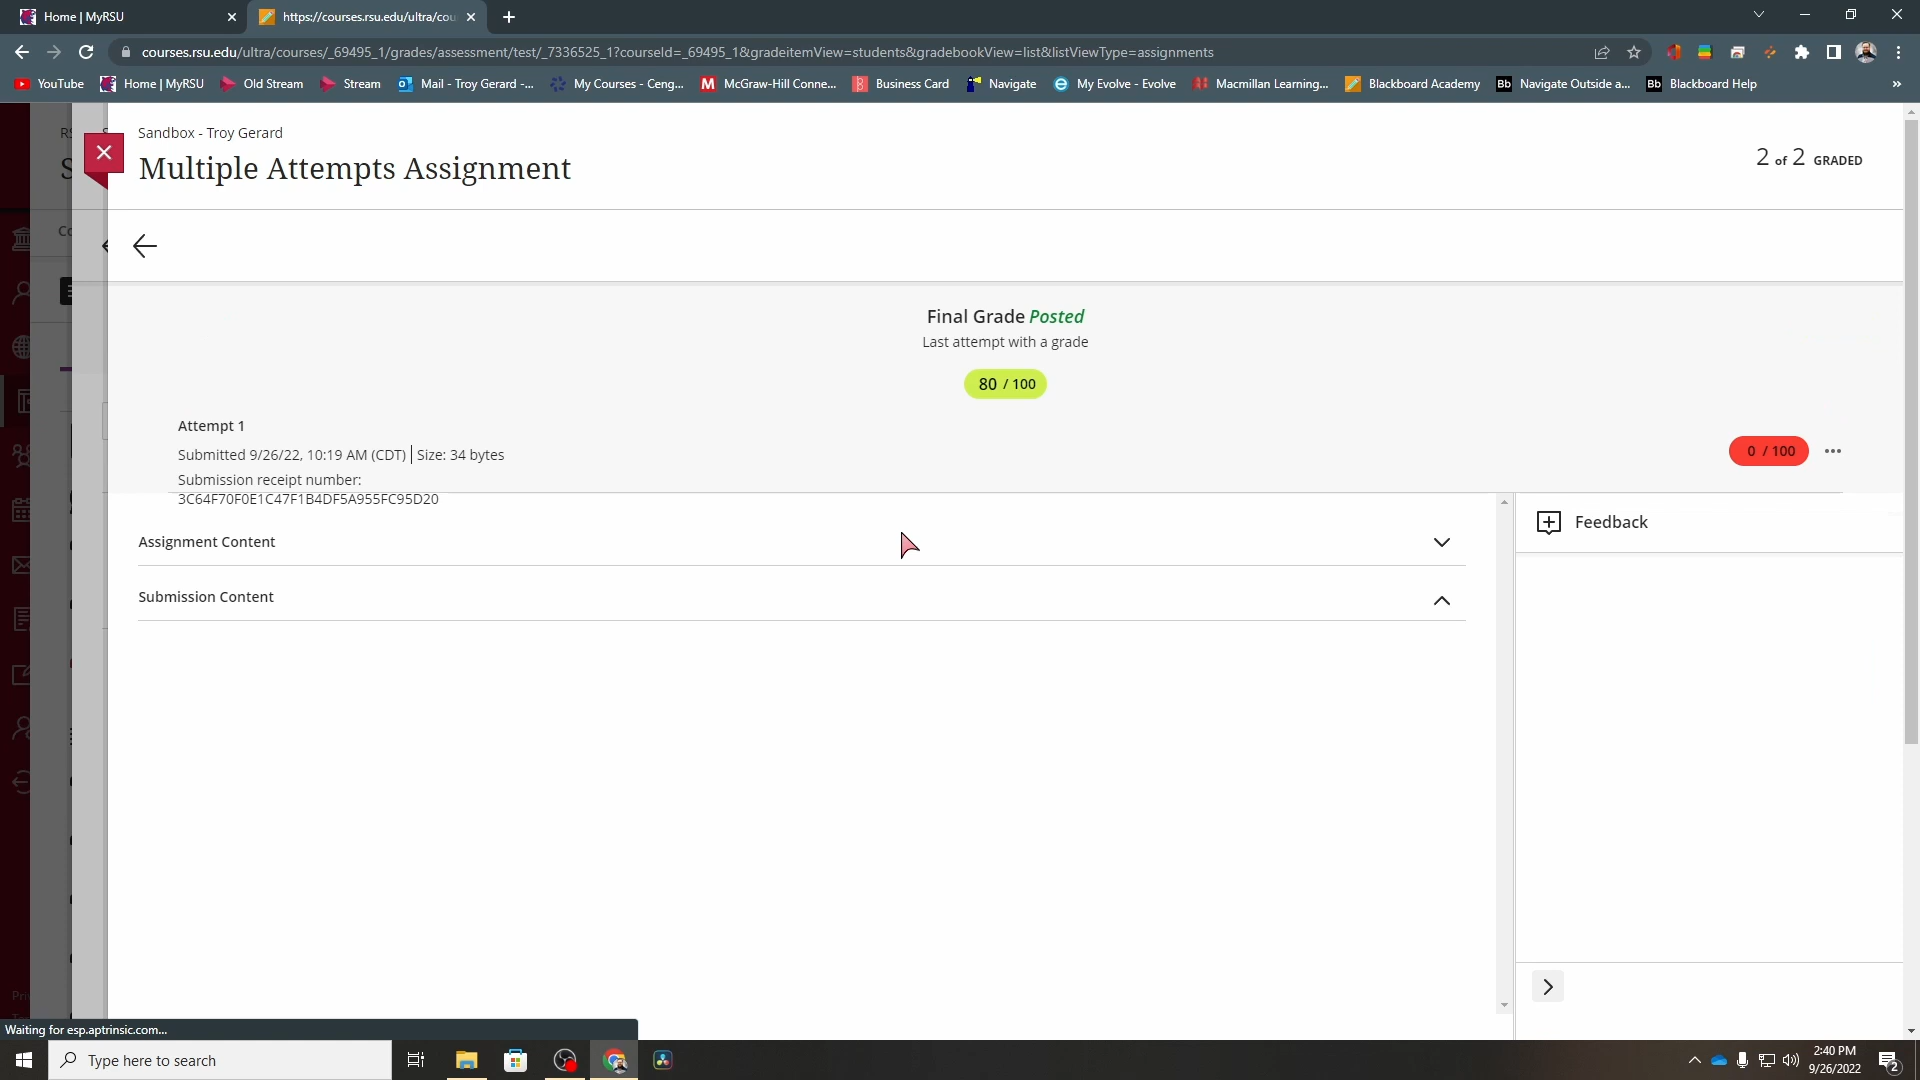 Home | MyRSU
https://courses.rsu.edu/ultra/cou
courses.rsu.edu/ultra/courses/_69495_1/grades/assessment/test/_7336525_1?courseId=_69495_1&gradeitemView=students&gradebookView=list&listViewType=assignments
YouTube
Home | MyRSU
Old Stream
Stream
Mail - Troy Gerard -...
My Courses - Ceng...
McGraw-Hill Conne...
Business Card
Navigate
My Evolve - Evolve
Macmillan Learning...
Blackboard Academy
Bb
Navigate Outside a...
Bb
Blackboard Help
Sandbox - Troy Gerard
Multiple Attempts Assignment
2 of 2 GRADED
Final Grade Posted
Last attempt with a grade
80 / 100
Attempt 1
Submitted 9/26/22, 10:19 AM (CDT) | Size: 34 bytes
Submission receipt number:
3C64F70F0E1C47F1B4DF5A955FC95D20
0 / 100
Assignment Content
Submission Content
Feedback
Waiting for esp.aptrinsic.com...
Type here to search
2:40 PM
9/26/2022
2